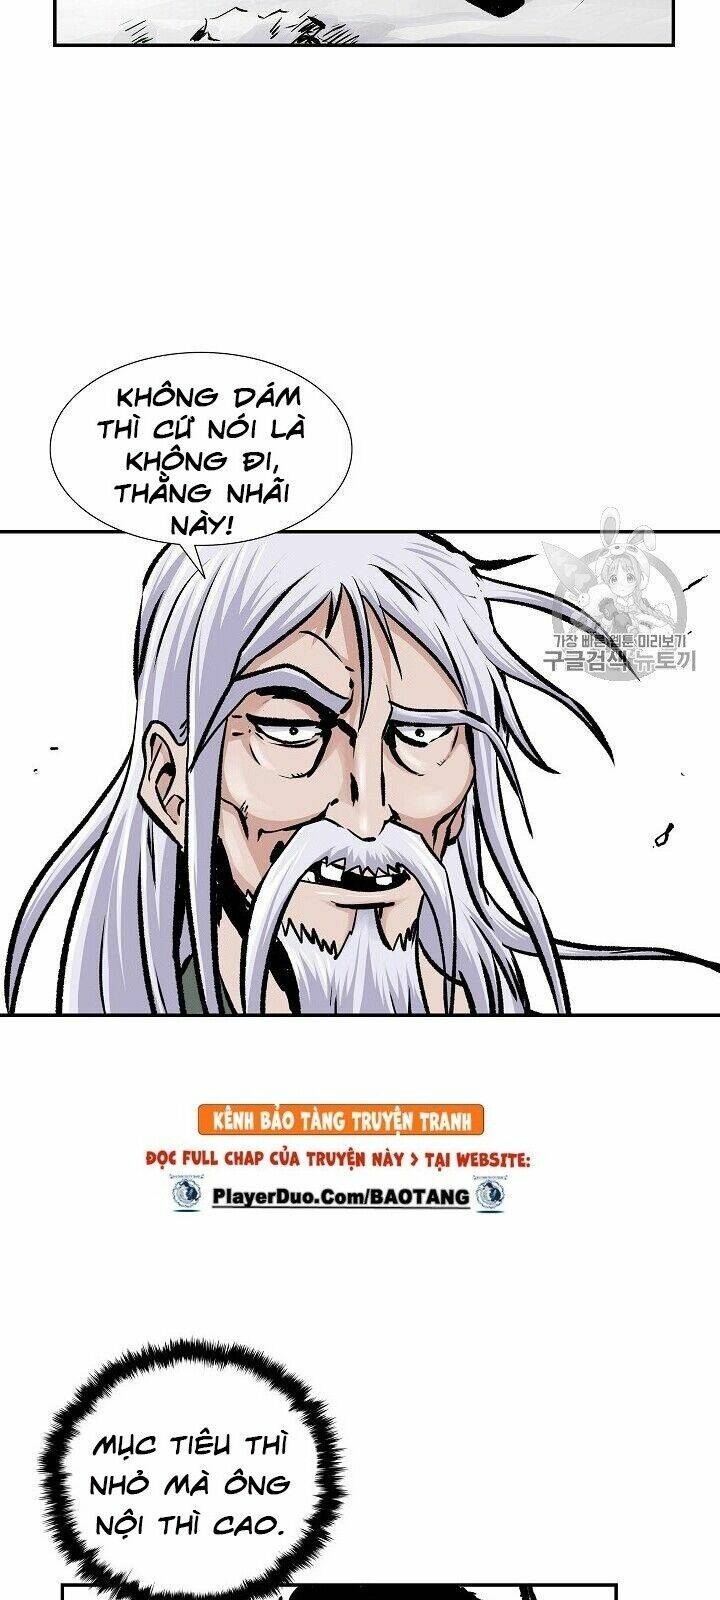 KHÔNG DÁM
THÌ CỨ NÓI LÀ
KHÔNG ĐI,
THẰNG NHÃI
NÀY!
가장 빠른 웹툰 미리보기
구글검색 뉴토끼
KÊNH BẢO TÀNG TRUYỆN TRANH
ĐỌC FULL CHAP CỦA TRUYỆN NÀY > TẠI WEBSITE:
PlayerDuo.Com/BAOTANG
MỤC TIÊU THÌ
NHỎ MÀ ÔNG
NỘI THÌ CAO.